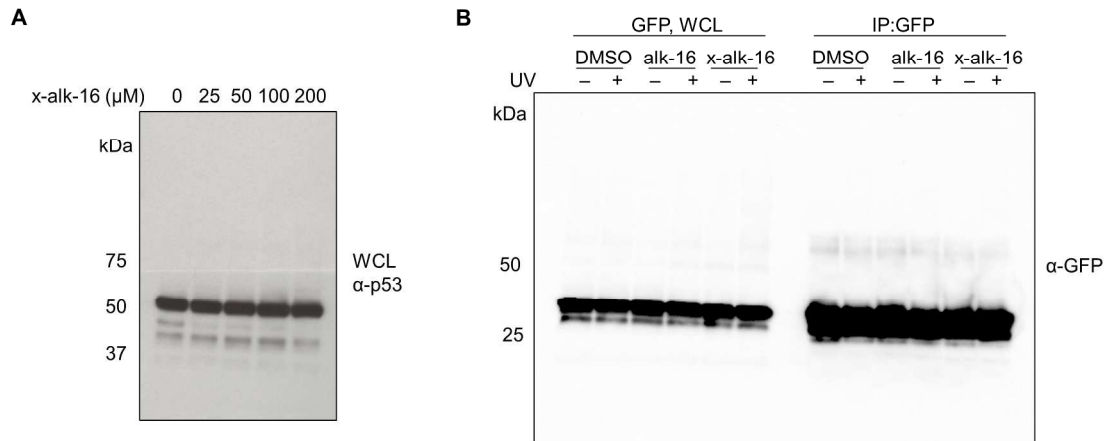 A
x-alk-16 (µM) 0 25 50 100 200
kDa
75
50
37
WCL
α-p53
B
GFP, WCL IP:GFP
DMSO alk-16 x-alk-16 DMSO alk-16 x-alk-16
UV – + – + – + – + – + – +
kDa
50
25
α-GFP